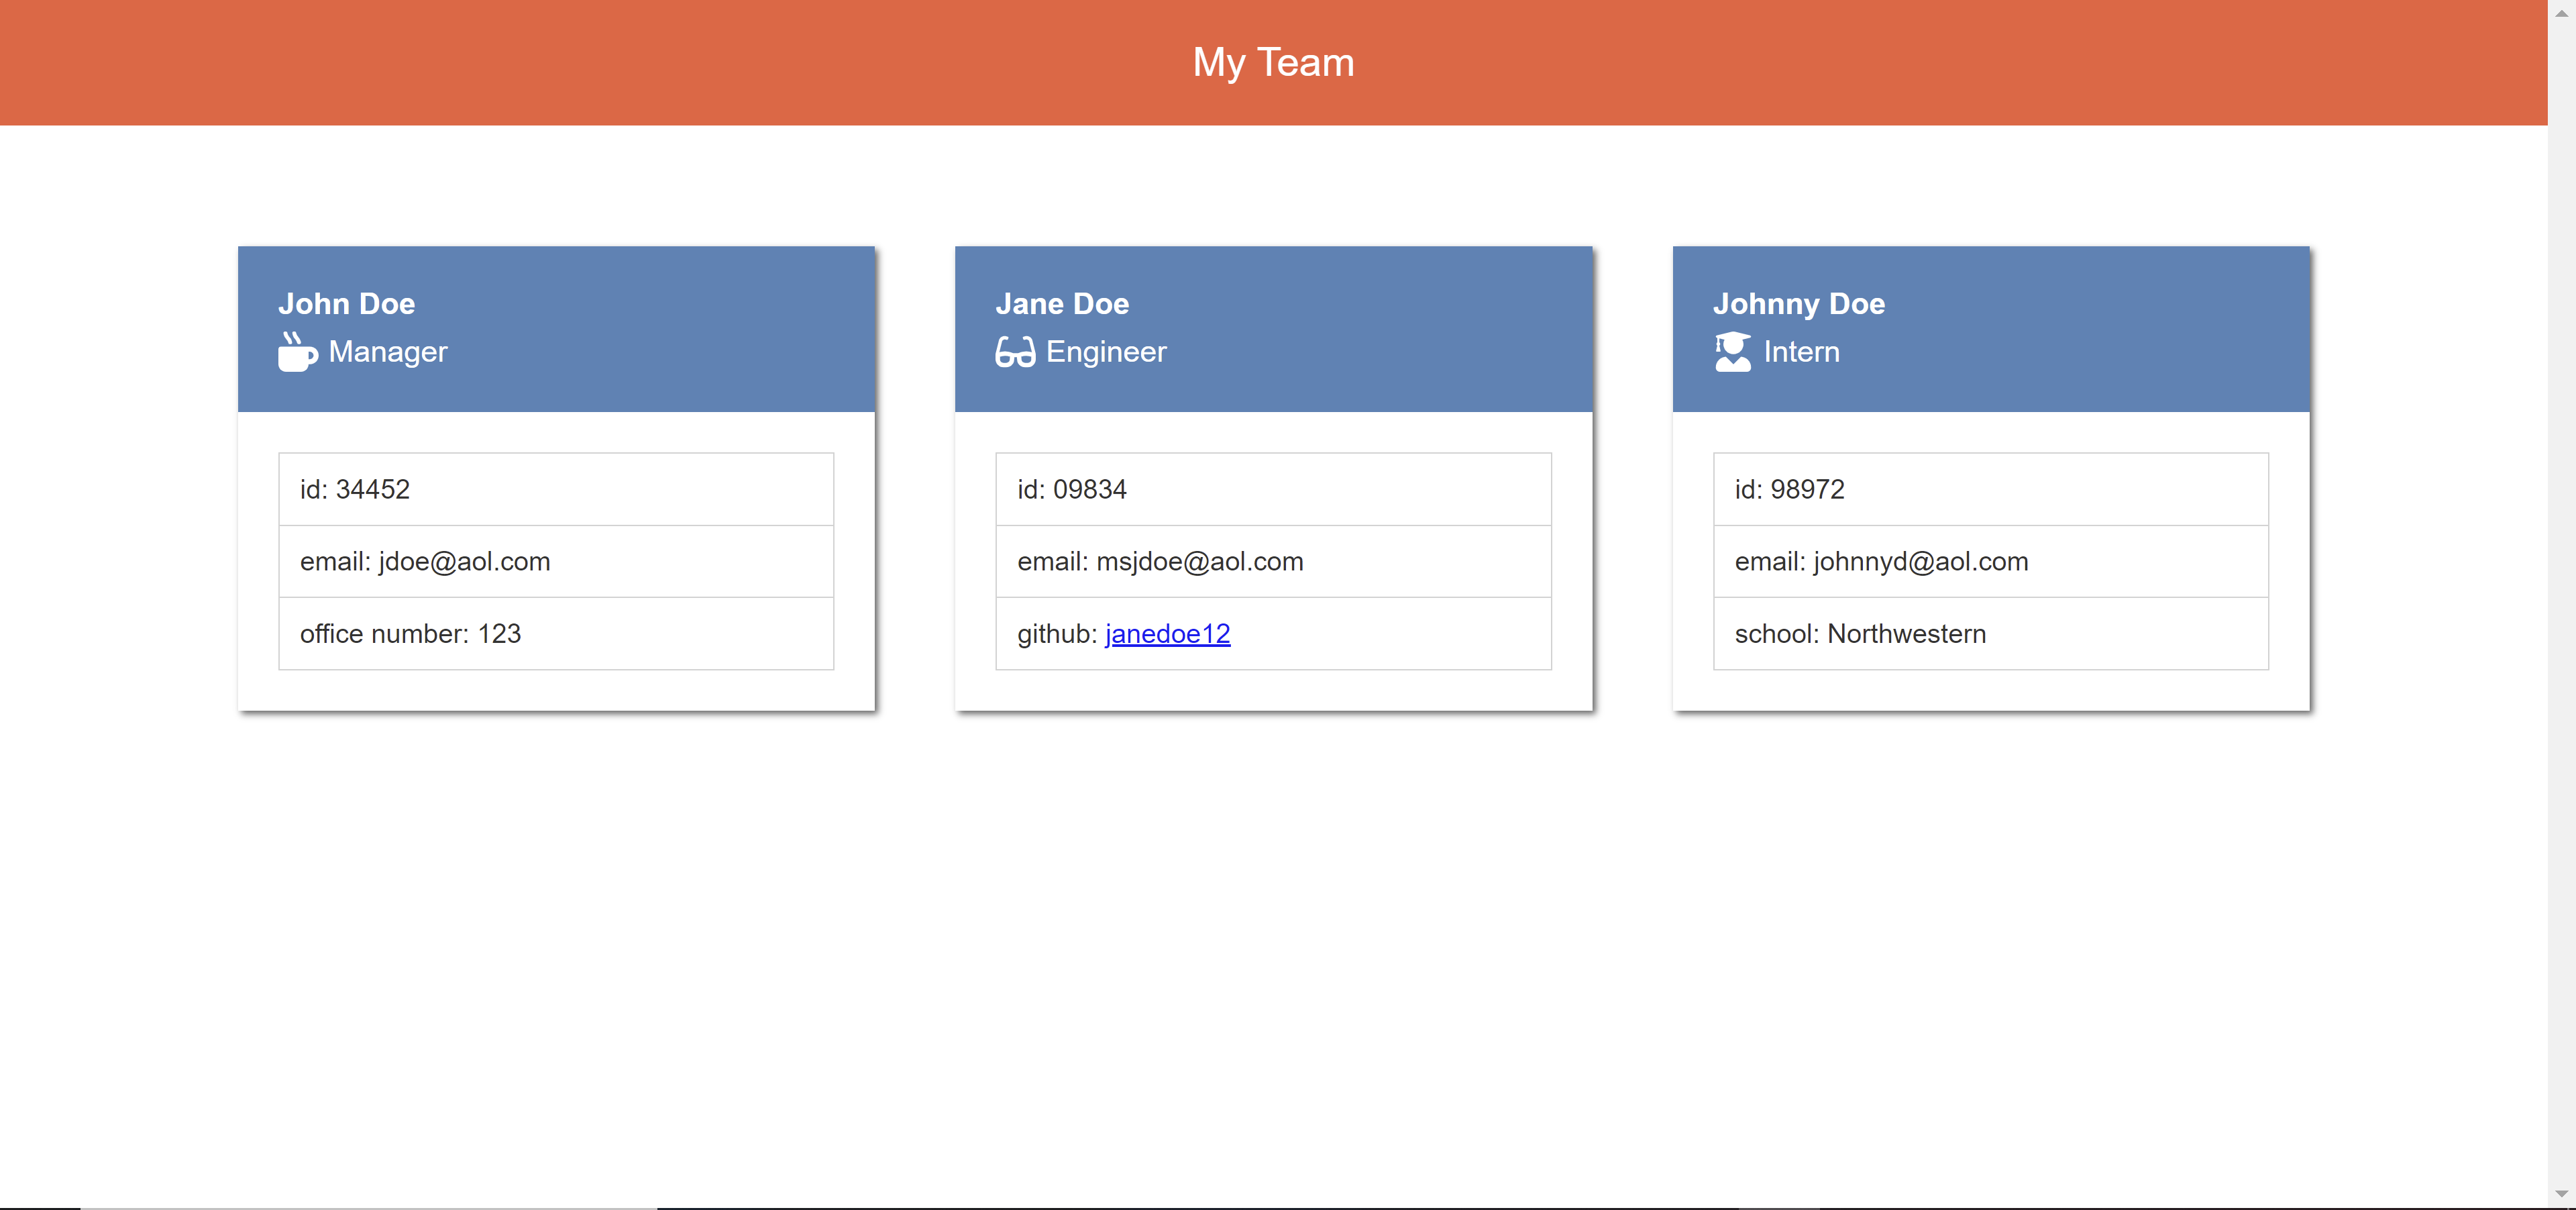 My Team
John Doe
Manager
id: 34452
email: jdoe@aol.com
office number: 123
Jane Doe
Engineer
id: 09834
email: msjdoe@aol.com
github: janedoe12
Johnny Doe
Intern
id: 98972
email: johnnyd@aol.com
school: Northwestern